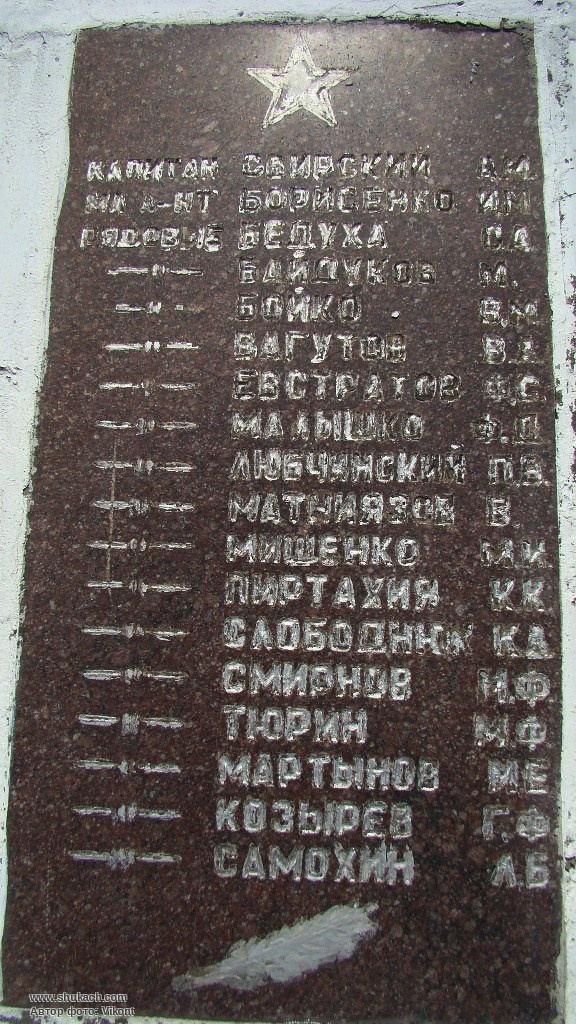 КАПИТАН СВИРСКИЙ А.И.
МЛ Л-НТ БОРИСЕНКО И.М.
РЯДОВЫЕ БЕДУХА С.А.
—"— БАЙДУКОВ М.
—"— БОЙКО В.М.
—"— ВАГУТОВ В.А.
—"— ЕВСТРАТОВ Ф.С.
—"— МАЛЫШКО Ф.Д
—"— ЛЮБЧИНСКИЙ П.В.
—"— МАТНИЯЗОВ В.
—"— МИШЕНКО М.И
—"— ПИРТАХИЯ К К
—"— СЛОБОДНИК К.А
—"— СМИРНОВ И.Ф
—"— ТЮРИН М.Ф
—"— МАРТЫНОВ М Е
—"— КОЗЫРЕВ Г.Ф
—"— САМОХИН Л.Б
www.shukach.com
Автор фото: Vikont